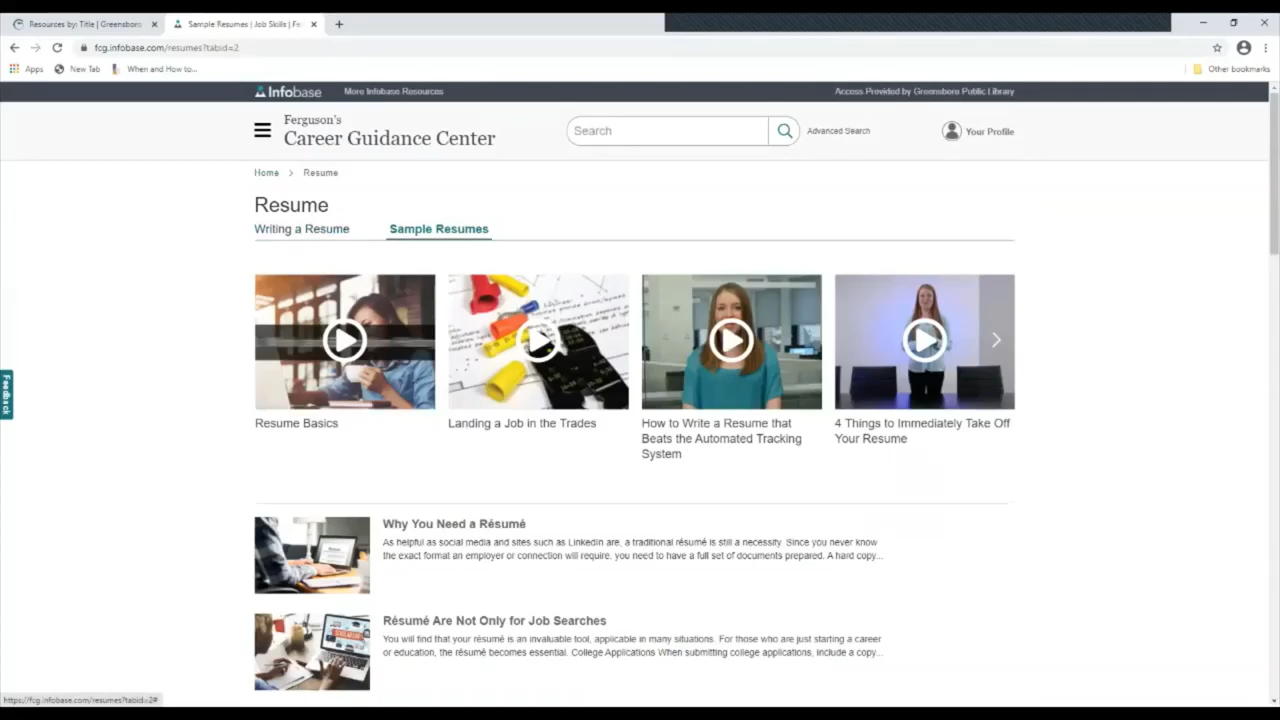 Resources by: Title | Greensboro
Sample Resumes | Job Skills | Fe
fcg.infobase.com/resumes?tabid=2
Apps
New Tab
When and How to...
Other bookmarks
Infobase
More Infobase Resources
Access Provided by Greensboro Public Library
Ferguson's
Career Guidance Center
Search
Advanced Search
Your Profile
Home > Resume
Resume
Writing a Resume
Sample Resumes
Resume Basics
Landing a Job in the Trades
How to Write a Resume that
Beats the Automated Tracking
System
4 Things to Immediately Take Off
Your Resume
Feedback
Why You Need a Résumé
As helpful as social media and sites such as LinkedIn are, a traditional résumé is still a necessity. Since you never know
the exact format an employer or connection will require, you need to have a full set of documents prepared. A hard copy...
Résumé Are Not Only for Job Searches
You will find that your résumé is an invaluable tool, applicable in many situations. For those who are just starting a career
or education, the résumé becomes essential. College Applications When submitting college applications, include a copy...
https://fcg.infobase.com/resumes?tabid=2#